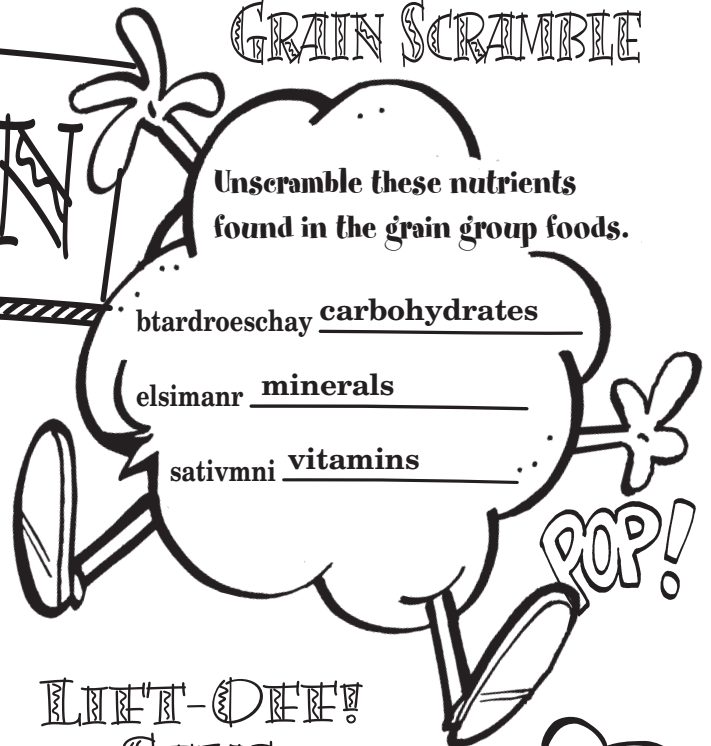 GRAIN SCRAMBLE
N
Unscramble these nutrients
found in the grain group foods.
btardroeschay carbohydrates
elsimanr minerals
sativmni vitamins
POP!
LIFT-OFF!